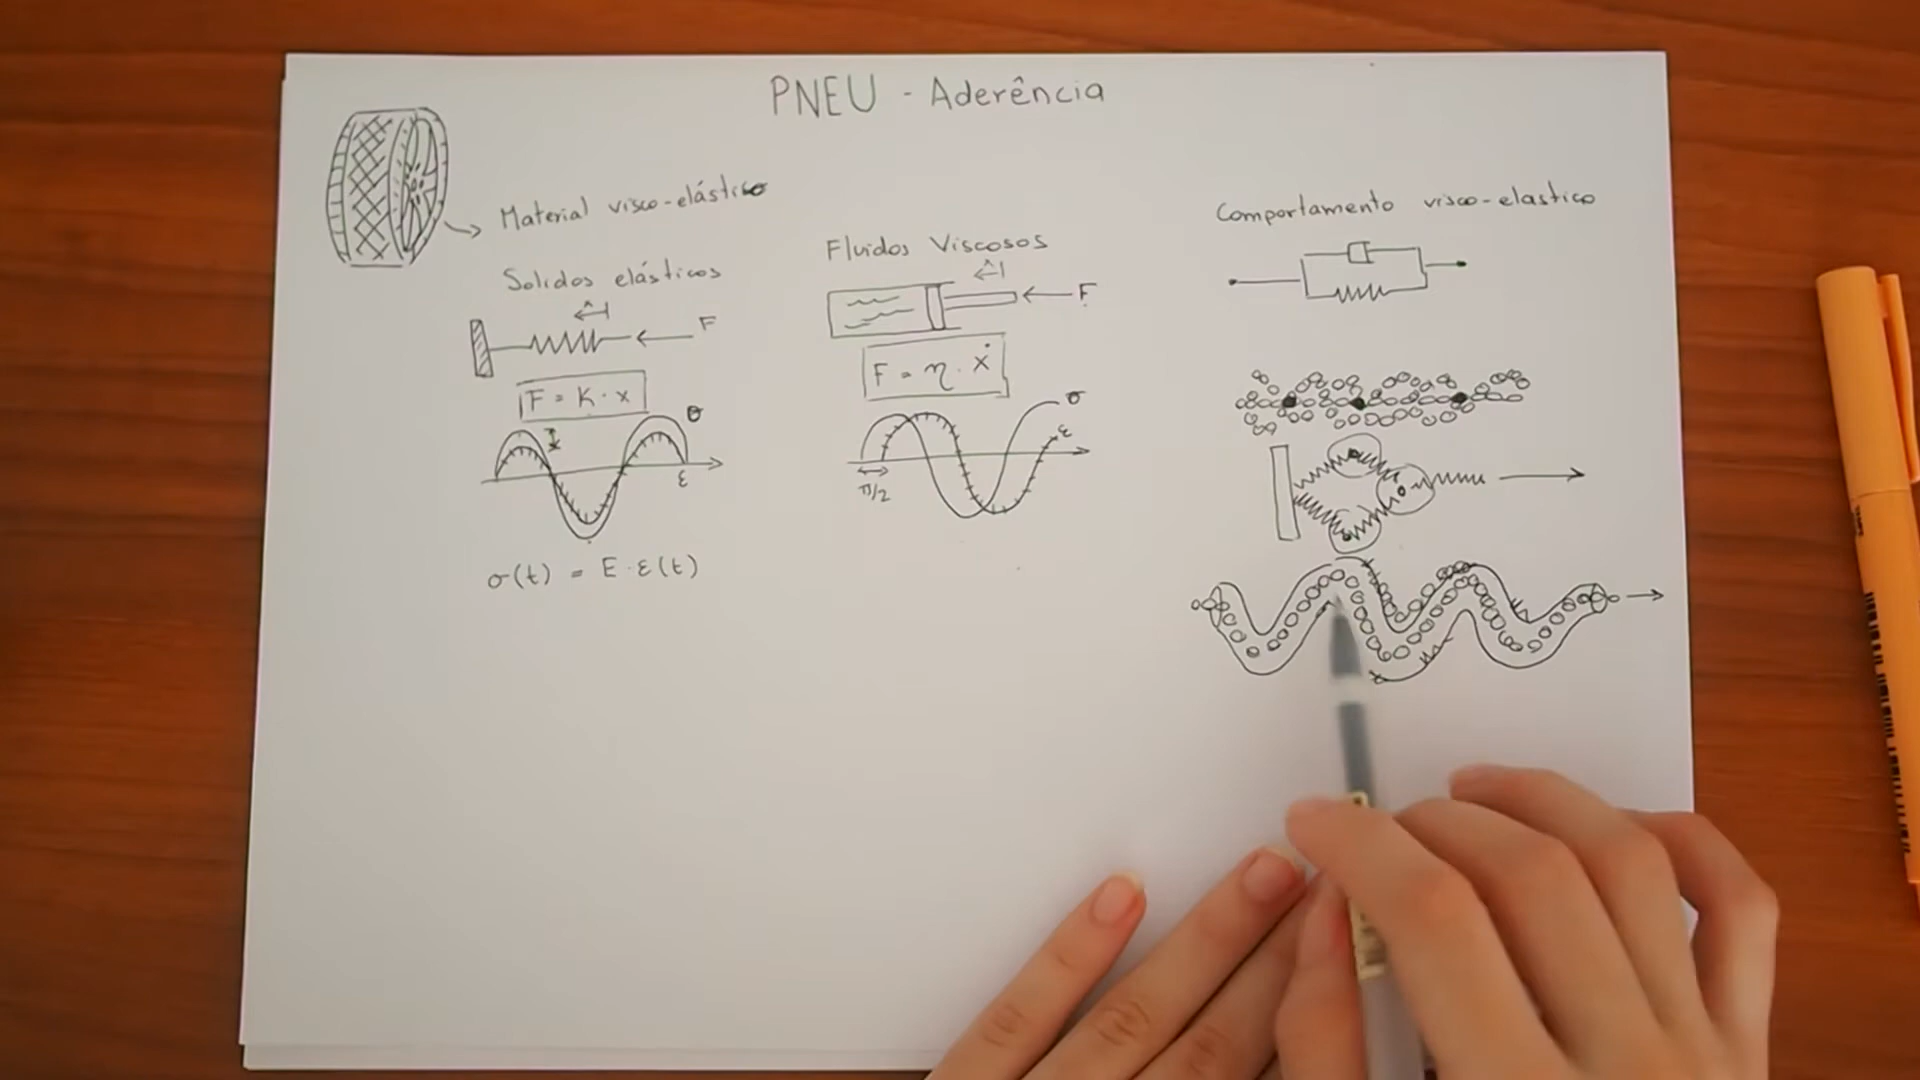 PNEU - Aderência
Material visco-elástico
Solidos elásticos
F
F = K · x
σ
ε
σ(t) = E · ε(t)
Fluidos Viscosos
F
F = η · ẋ
σ
ε
π/2
Comportamento visco-elastico